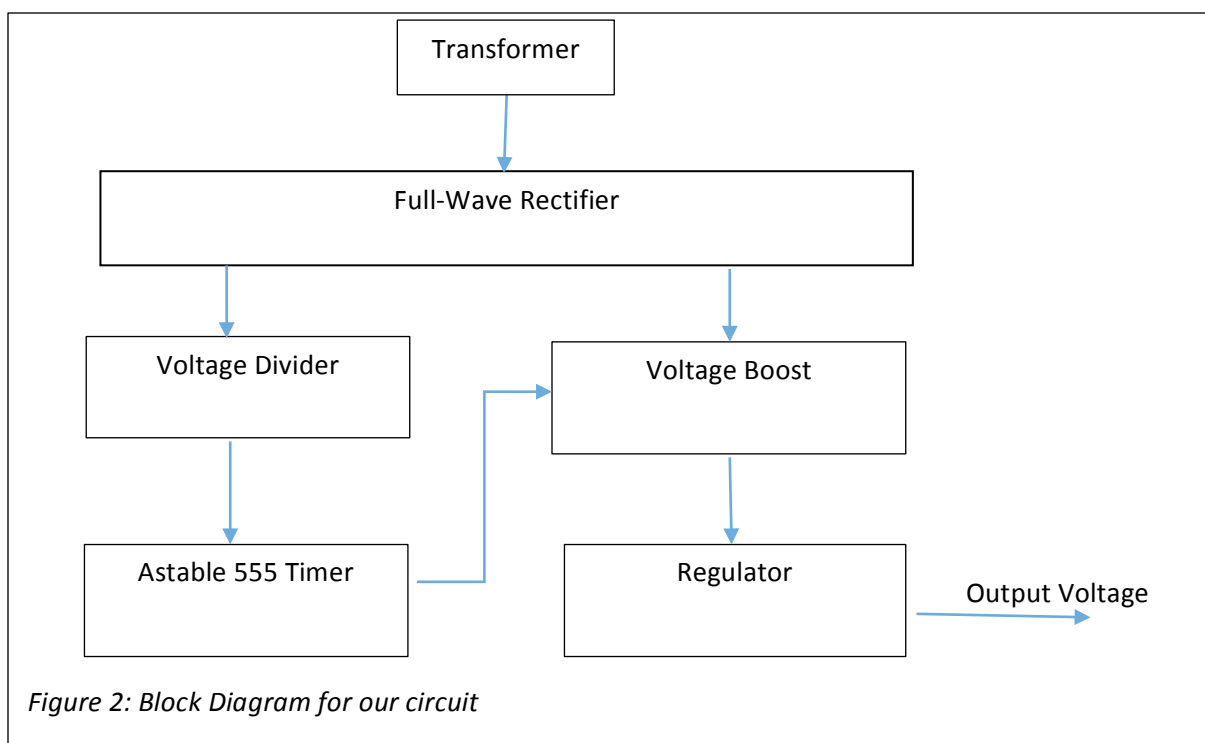 Transformer
Full-Wave Rectifier
Voltage Divider
Voltage Boost
Astable 555 Timer
Regulator
Output Voltage
Figure 2: Block Diagram for our circuit